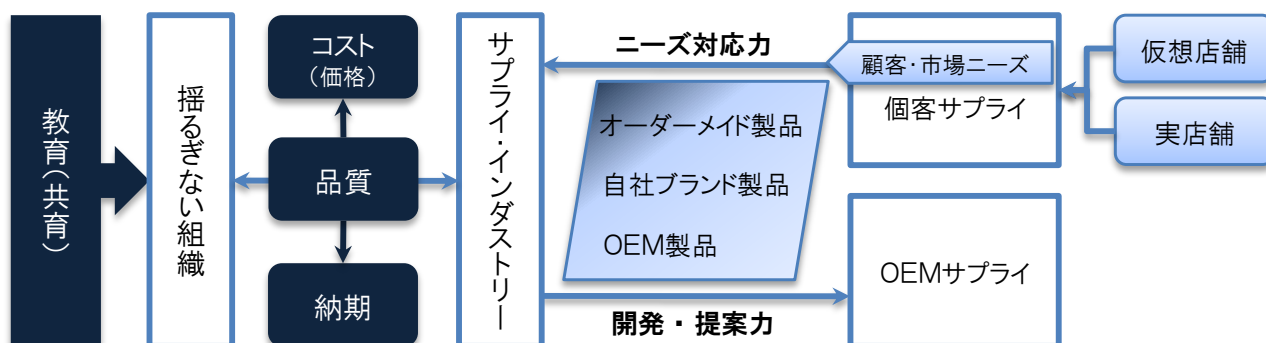 教育（共育）
揺るぎない組織
コスト
（価格）
品質
納期
サプライ・インダストリー
ニーズ対応力
オーダーメイド製品
自社ブランド製品
OEM製品
開発・提案力
顧客・市場ニーズ
個客サプライ
OEMサプライ
仮想店舗
実店舗